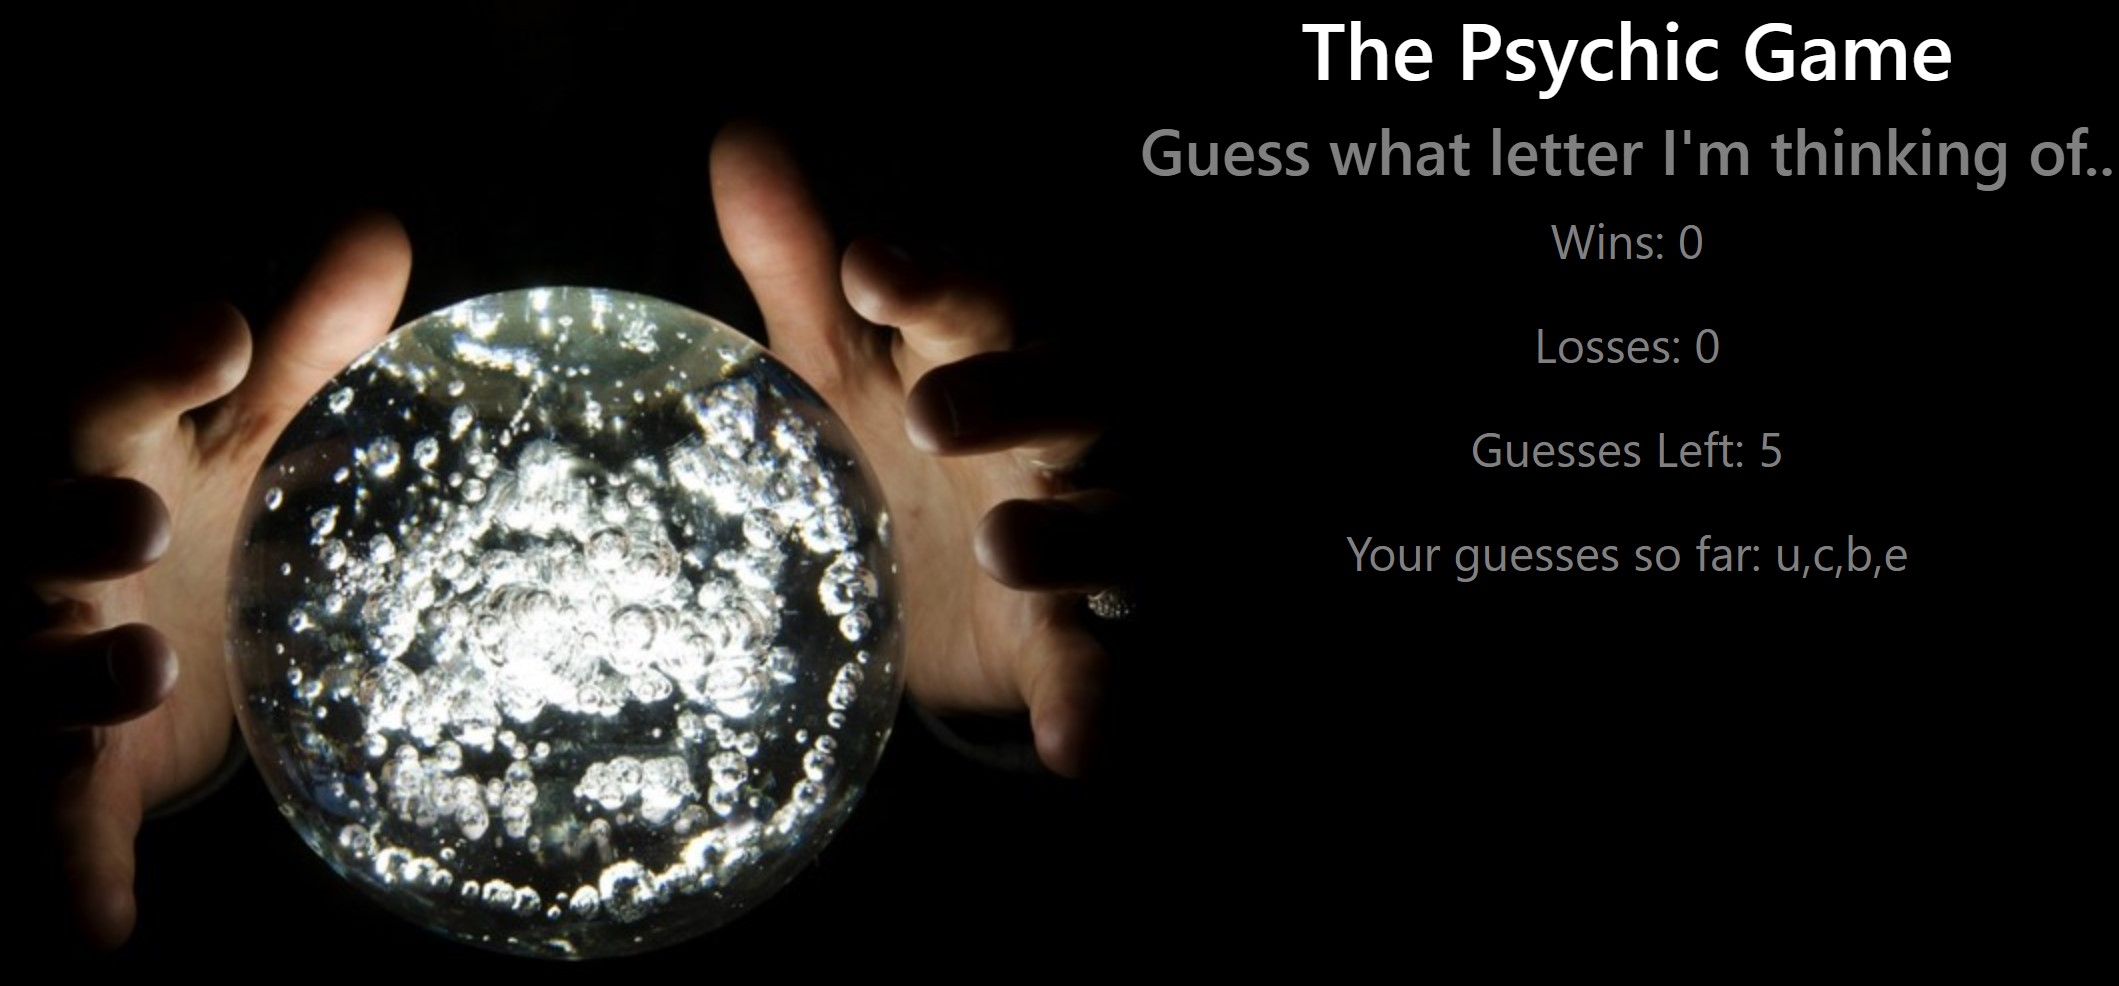 The Psychic Game
Guess what letter I'm thinking of..
Wins: 0
Losses: 0
Guesses Left: 5
Your guesses so far: u,c,b,e